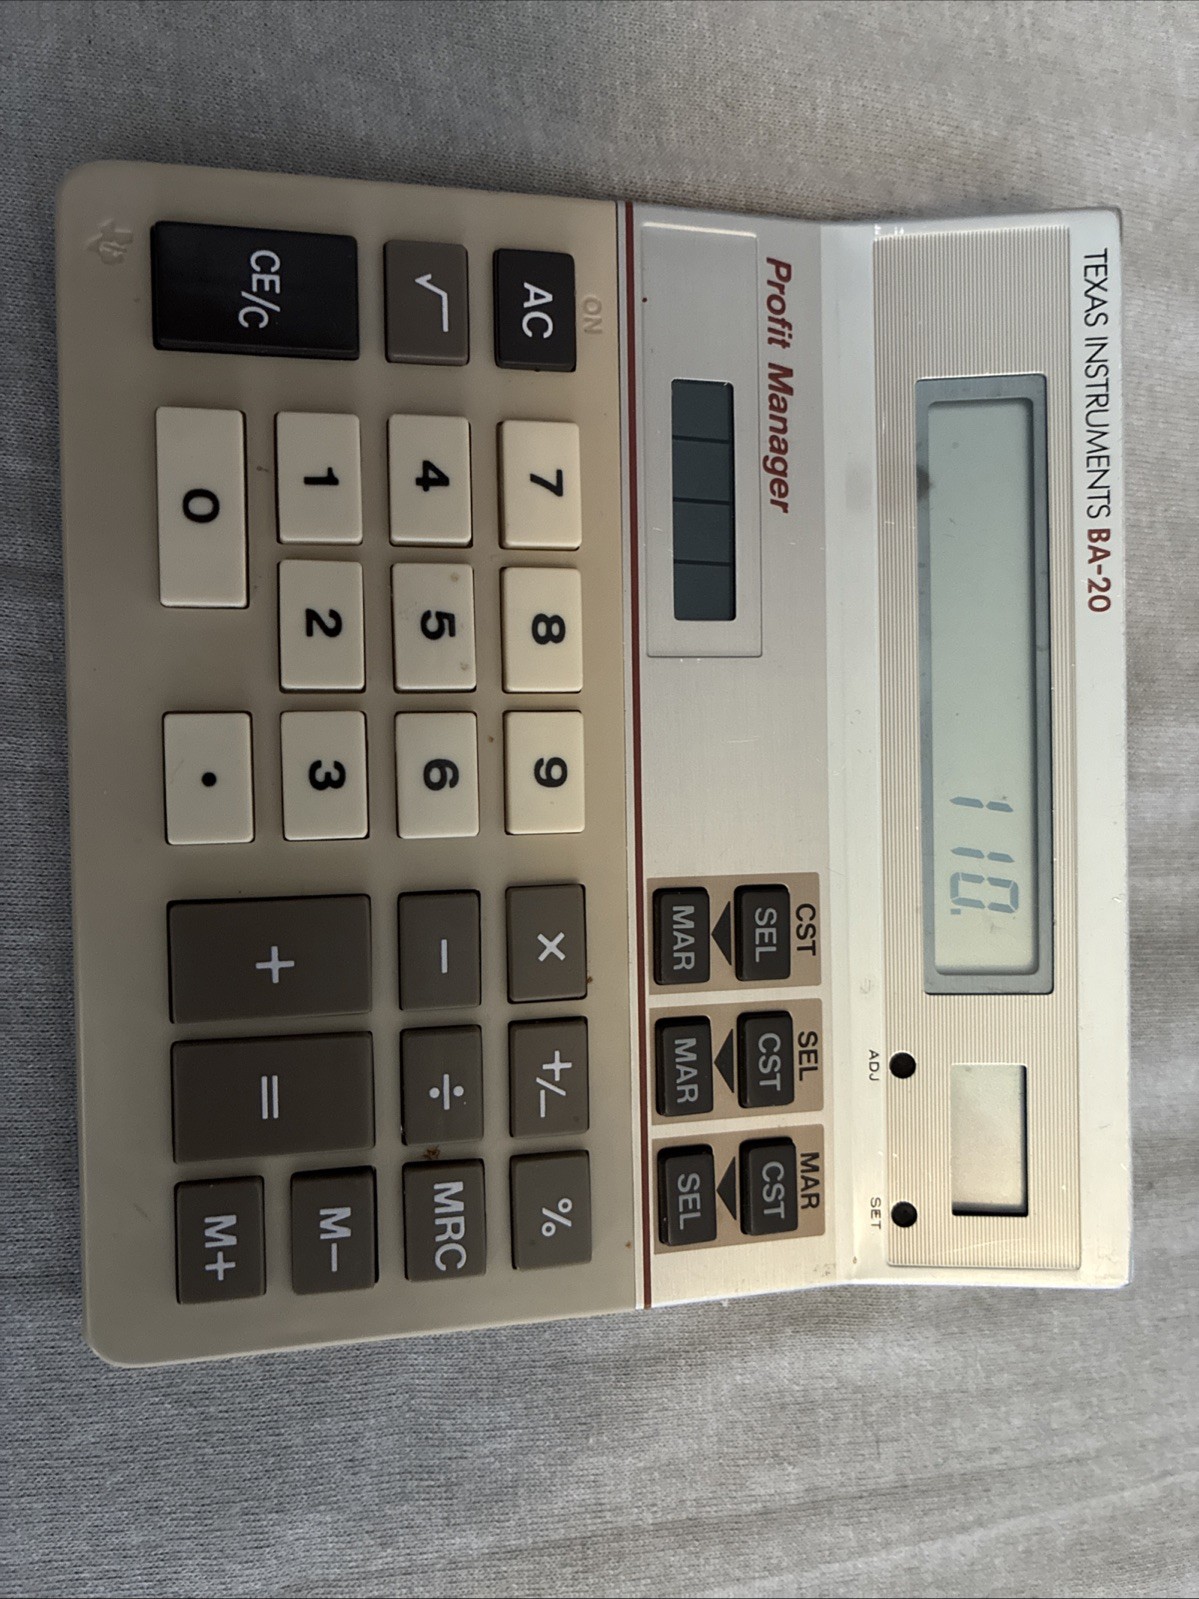 TEXAS INSTRUMENTS BA-20
110.
ADJ SET
Profit Manager
CST SEL MAR
SEL CST CST
MAR MAR SEL
ON
AC 7 8 9 × +/− %
√ 4 5 6 − ÷ MRC
CE/C 1 2 3 + = M−
0 . M+